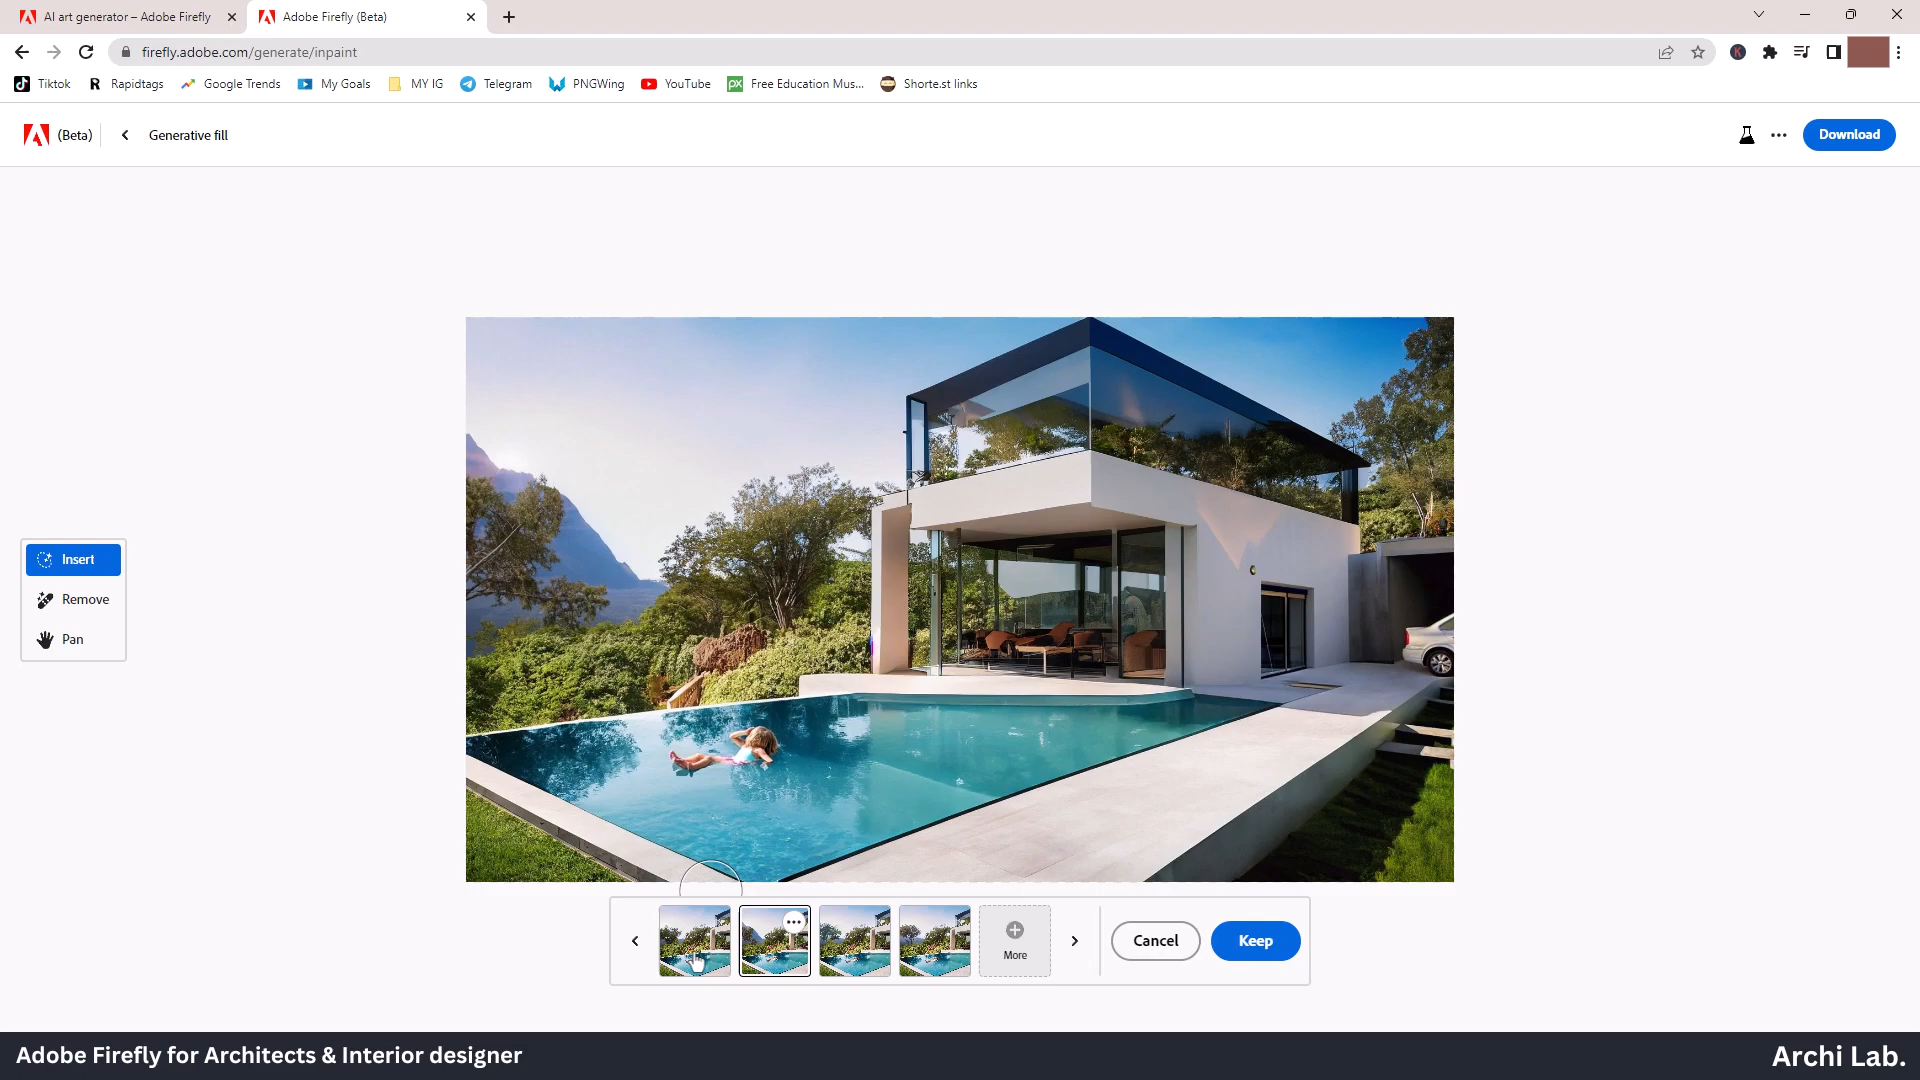 AI art generator – Adobe Firefly
Adobe Firefly (Beta)
firefly.adobe.com/generate/inpaint
K
Tiktok
R Rapidtags
Google Trends
My Goals
MY IG
Telegram
PNGWing
YouTube
px Free Education Mus...
Shorte.st links
(Beta)
Generative fill
Download
Insert
Remove
Pan
More
Cancel
Keep
Adobe Firefly for Architects & Interior designer
Archi Lab.